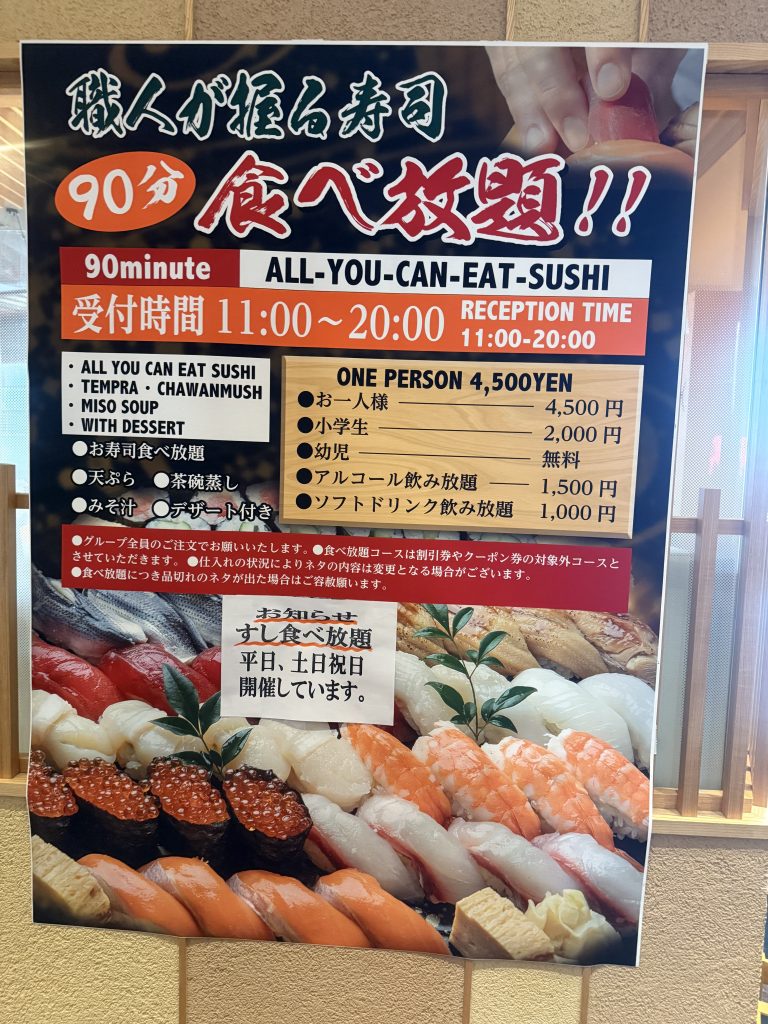 職人が握る寿司
90分 食べ放題!!
90minute ALL-YOU-CAN-EAT-SUSHI
受付時間 11:00～20:00
RECEPTION TIME
11:00-20:00
・ALL YOU CAN EAT SUSHI
・TEMPRA・CHAWANMUSH
・MISO SOUP
・WITH DESSERT
●お寿司食べ放題
●天ぷら ●茶碗蒸し
●みそ汁 ●デザート付き
ONE PERSON 4,500YEN
●お一人様 4,500円
●小学生 2,000円
●幼児 無料
●アルコール飲み放題 1,500円
●ソフトドリンク飲み放題 1,000円
●グループ全員のご注文でお願いいたします。●食べ放題コースは割引券やクーポン券の対象外コースと
させていただきます。●仕入れの状況によりネタの内容は変更となる場合がございます。
●食べ放題につき品切れのネタが出た場合はご容赦願います。
お知らせ
すし食べ放題
平日、土日祝日
開催しています。